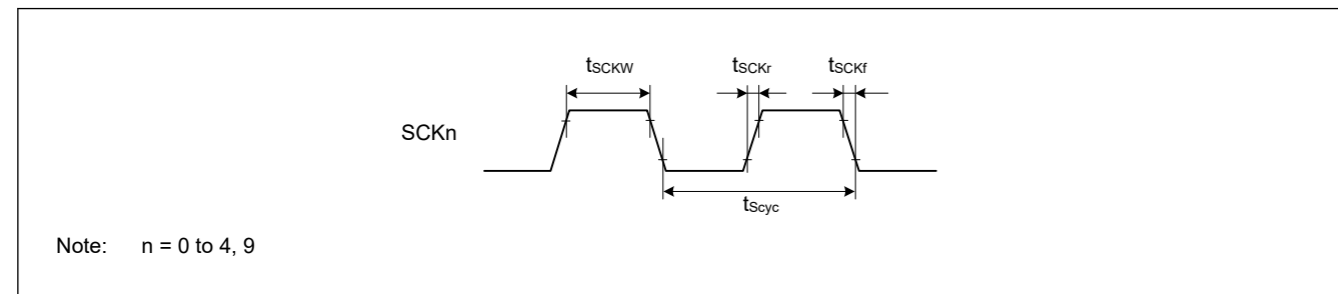 tSCKW
tSCKr
tSCKf
SCKn
tScyc
Note: n = 0 to 4, 9